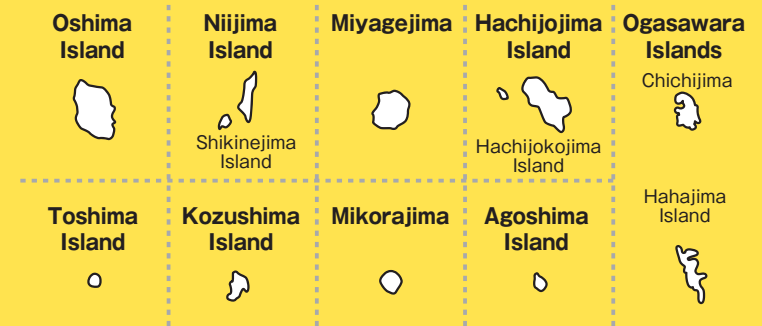 Oshima
Island
Niijima
Island
Shikinejima
Island
Miyagejima
Hachijojima
Island
Hachijokojima
Island
Ogasawara
Islands
Chichijima
Hahajima
Island
Toshima
Island
Kozushima
Island
Mikorajima
Agoshima
Island